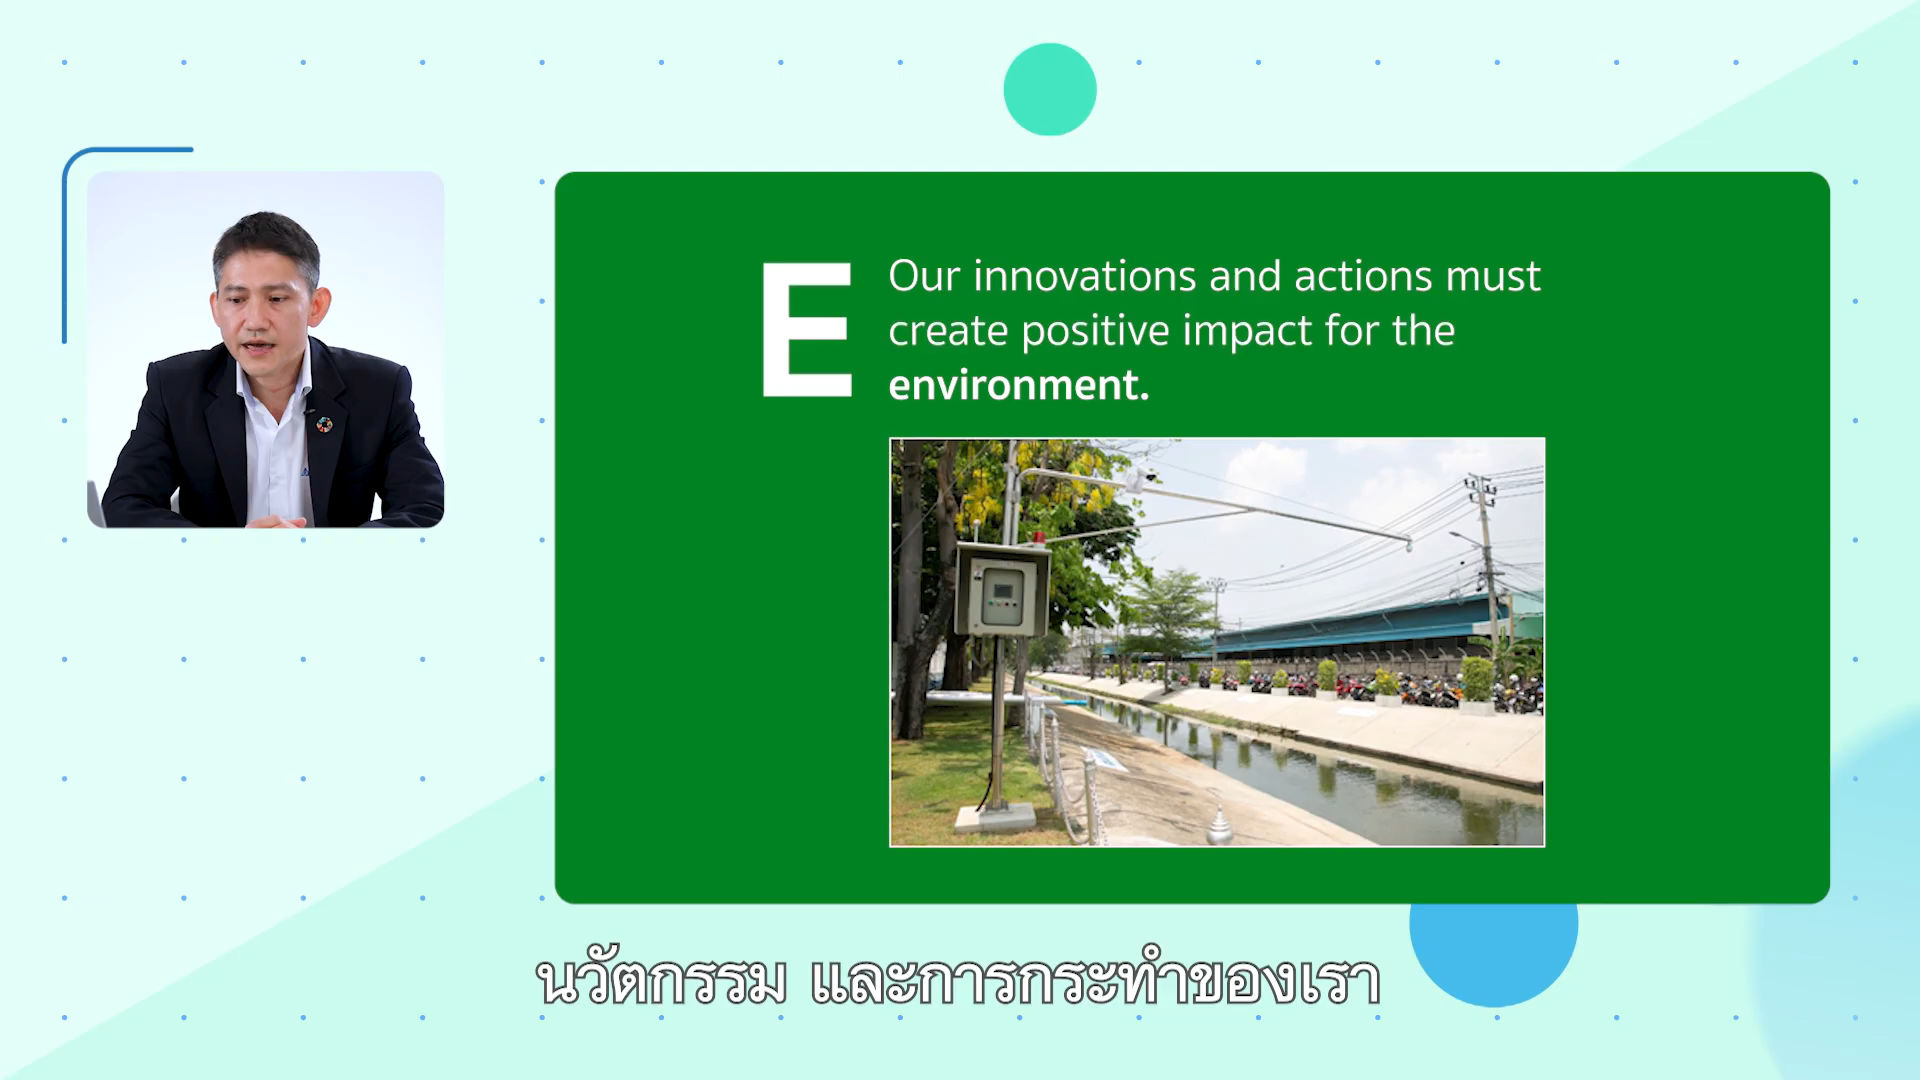 E
Our innovations and actions must
create positive impact for the
environment.
นวัตกรรม และการกระทำของเรา